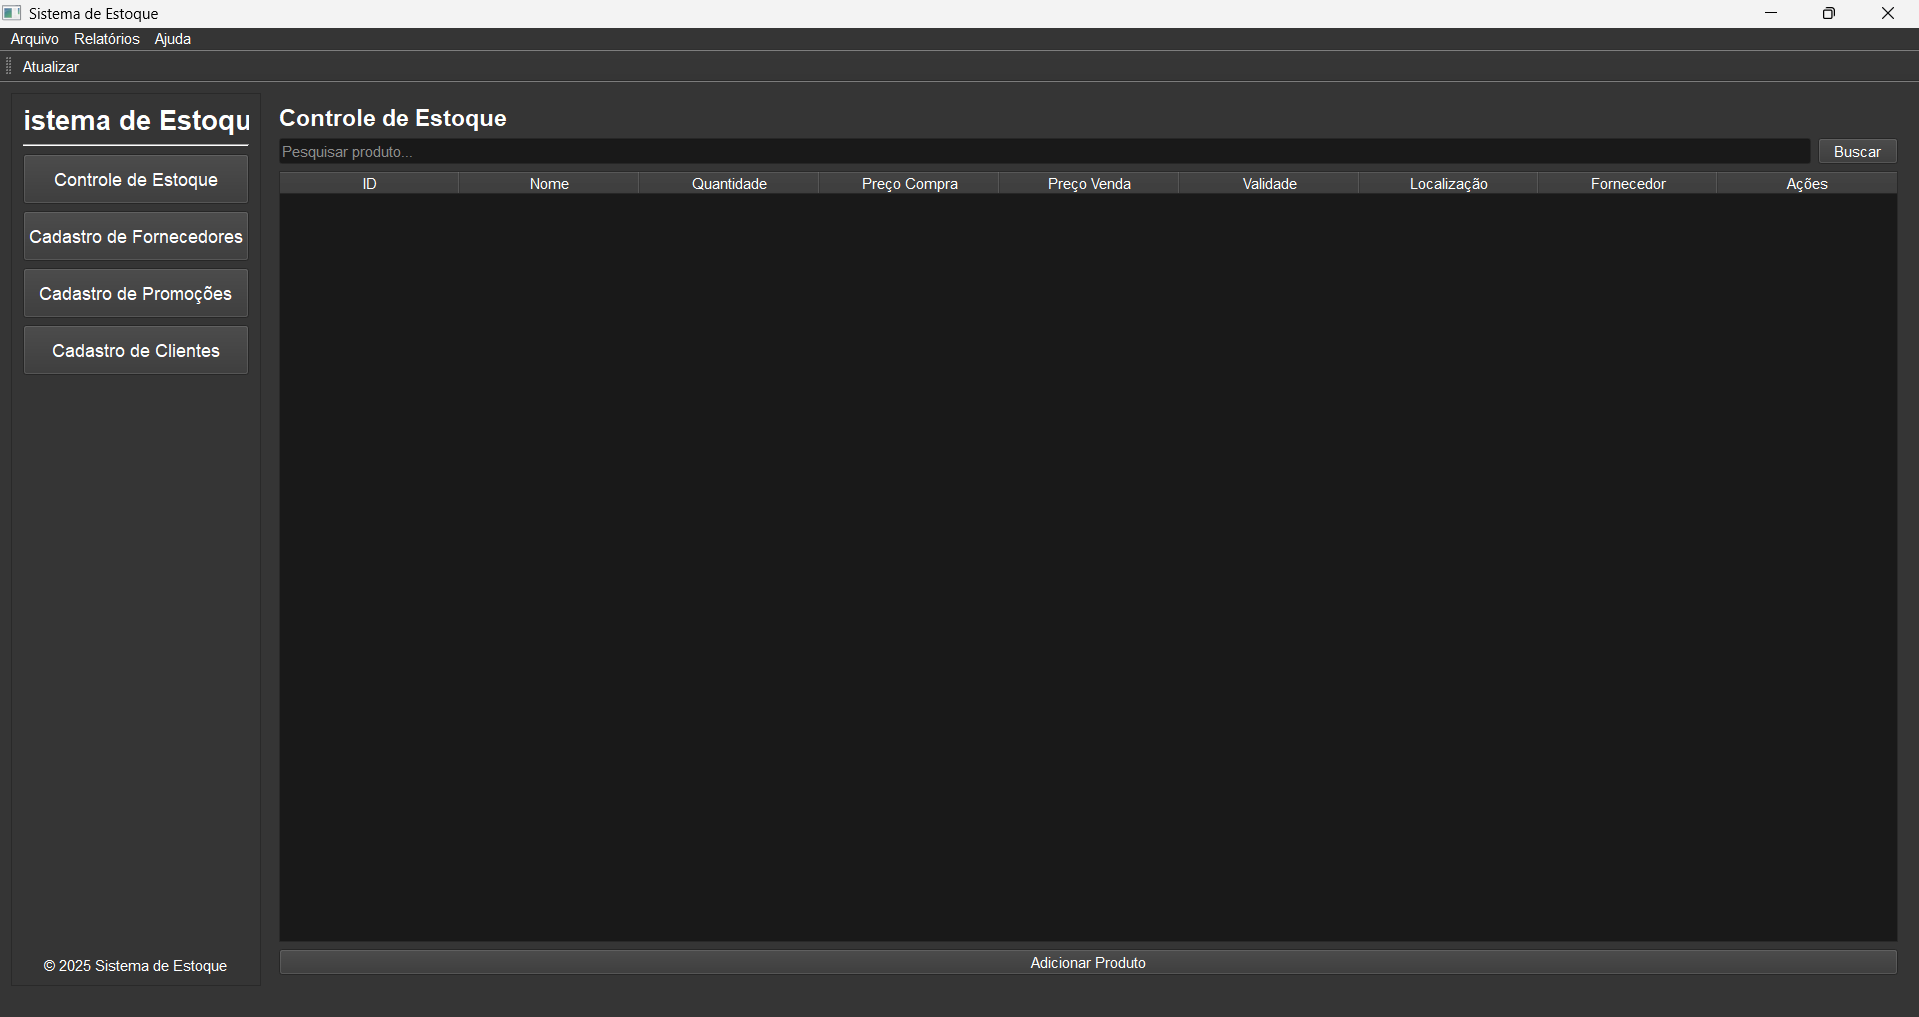 Sistema de Estoque
Arquivo Relatórios Ajuda
Atualizar
istema de Estoqu
Controle de Estoque
Cadastro de Fornecedores
Cadastro de Promoções
Cadastro de Clientes
© 2025 Sistema de Estoque
Controle de Estoque
Pesquisar produto... Buscar
ID Nome Quantidade Preço Compra Preço Venda Validade Localização Fornecedor Ações
Adicionar Produto